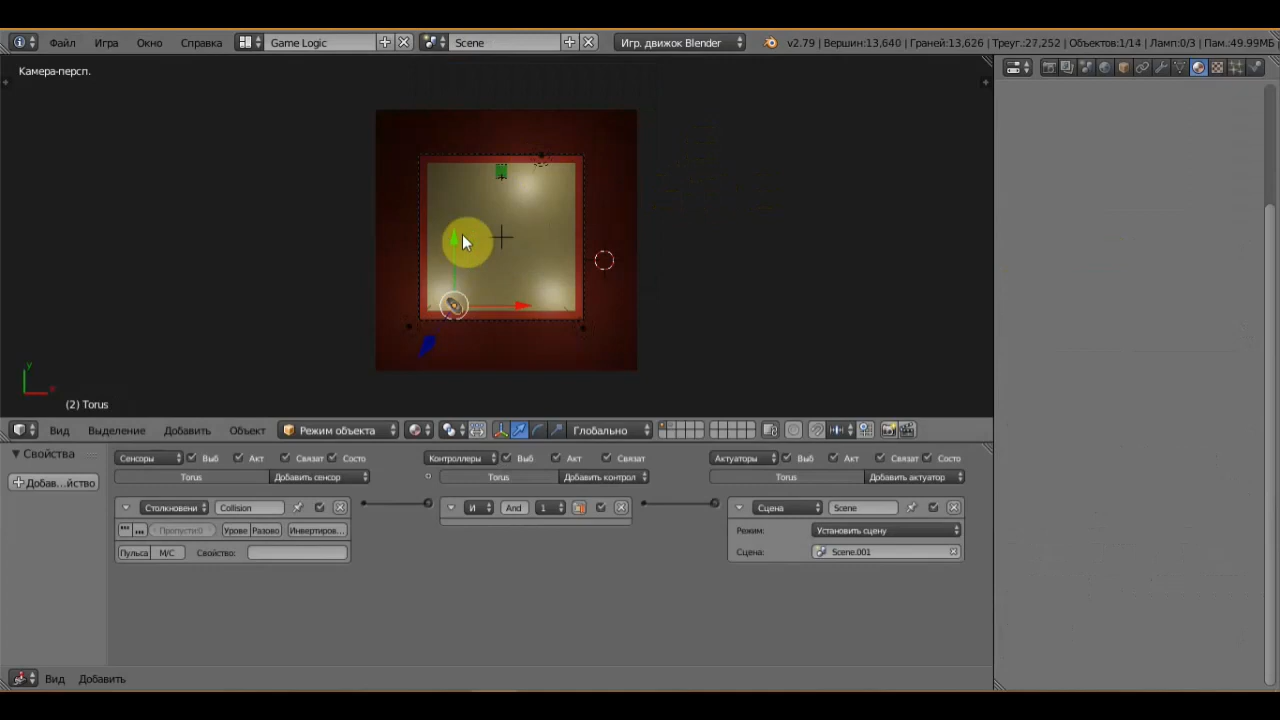 Файл Игра Окно Справка Game Logic Scene Игр. движок Blender v2.79 | Вершин:13,640 | Граней:13,626 | Треуг.:27,252 | Объектов:1/14 | Ламп:0/3 | Пам.:49.99МБ
Камера-персп.
y
(2) Torus
Вид Выделение Добавить Объект Режим объекта Глобально
Свойства
Сенсоры Выб Акт Связат Состо Контроллеры Выб Акт Связат Актуаторы Выб Акт Связат Состо
Torus Добавить сенсор Torus Добавить контрол Torus Добавить актуатор
Добав...йство
Столкновени Collision И And 1 Сцена Scene
Пропусти:0 Урове Разово Инвертиров... Режим: Установить сцену
Пульса М/С Свойство: Сцена: Scene.001
Вид Добавить